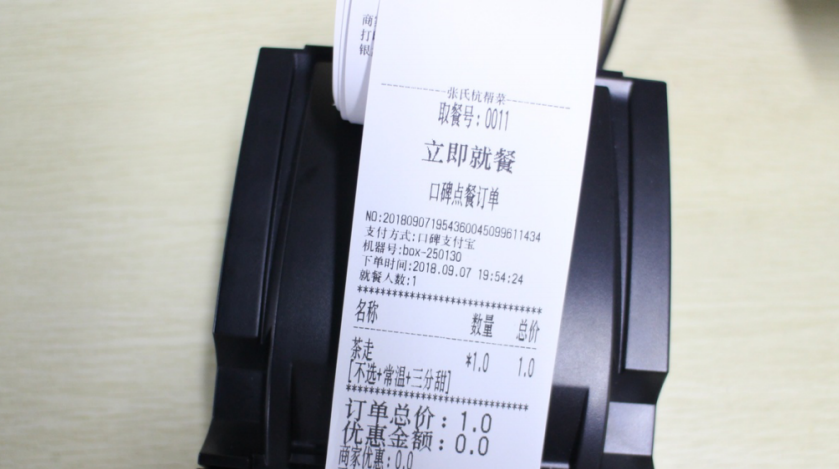 商
打
银
张氏杭帮菜
取餐号:0011
立即就餐
口碑点餐订单
NO:201809071954360045099611434
支付方式:口碑支付宝
机器号:box-250130
下单时间:2018.09.07 19:54:24
就餐人数:1
********************************
名称 数量 总价
茶走 *1.0 1.0
[不选+常温+三分甜]
********************************
订单总价:1.0
优惠金额:0.0
商家优惠:0.0